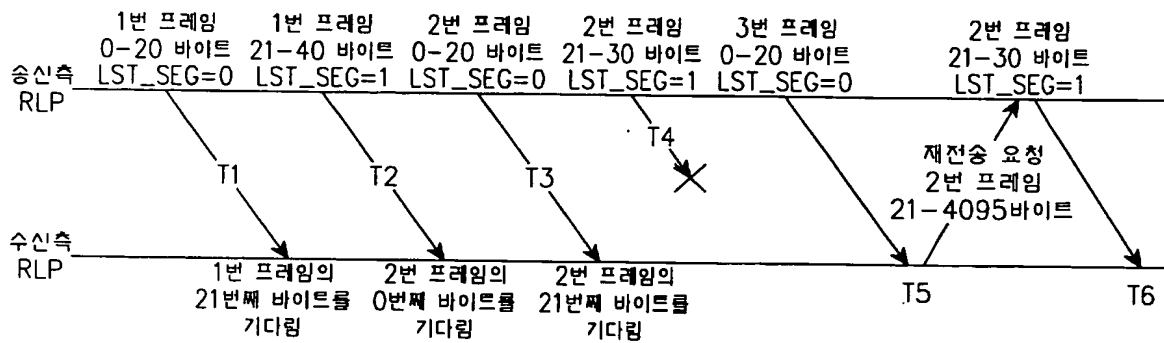 1번 프레임
0-20 바이트
LST_SEG=0
1번 프레임
21-40 바이트
LST_SEG=1
2번 프레임
0-20 바이트
LST_SEG=0
2번 프레임
21-30 바이트
LST_SEG=1
3번 프레임
0-20 바이트
LST_SEG=0
2번 프레임
21-30 바이트
LST_SEG=1
송신측
RLP
T1
T2
T3
T4
재전송 요청
2번 프레임
21-4095바이트
수신측
RLP
1번 프레임의
21번째 바이트를
기다림
2번 프레임의
0번째 바이트를
기다림
2번 프레임의
21번째 바이트를
기다림
T5
T6